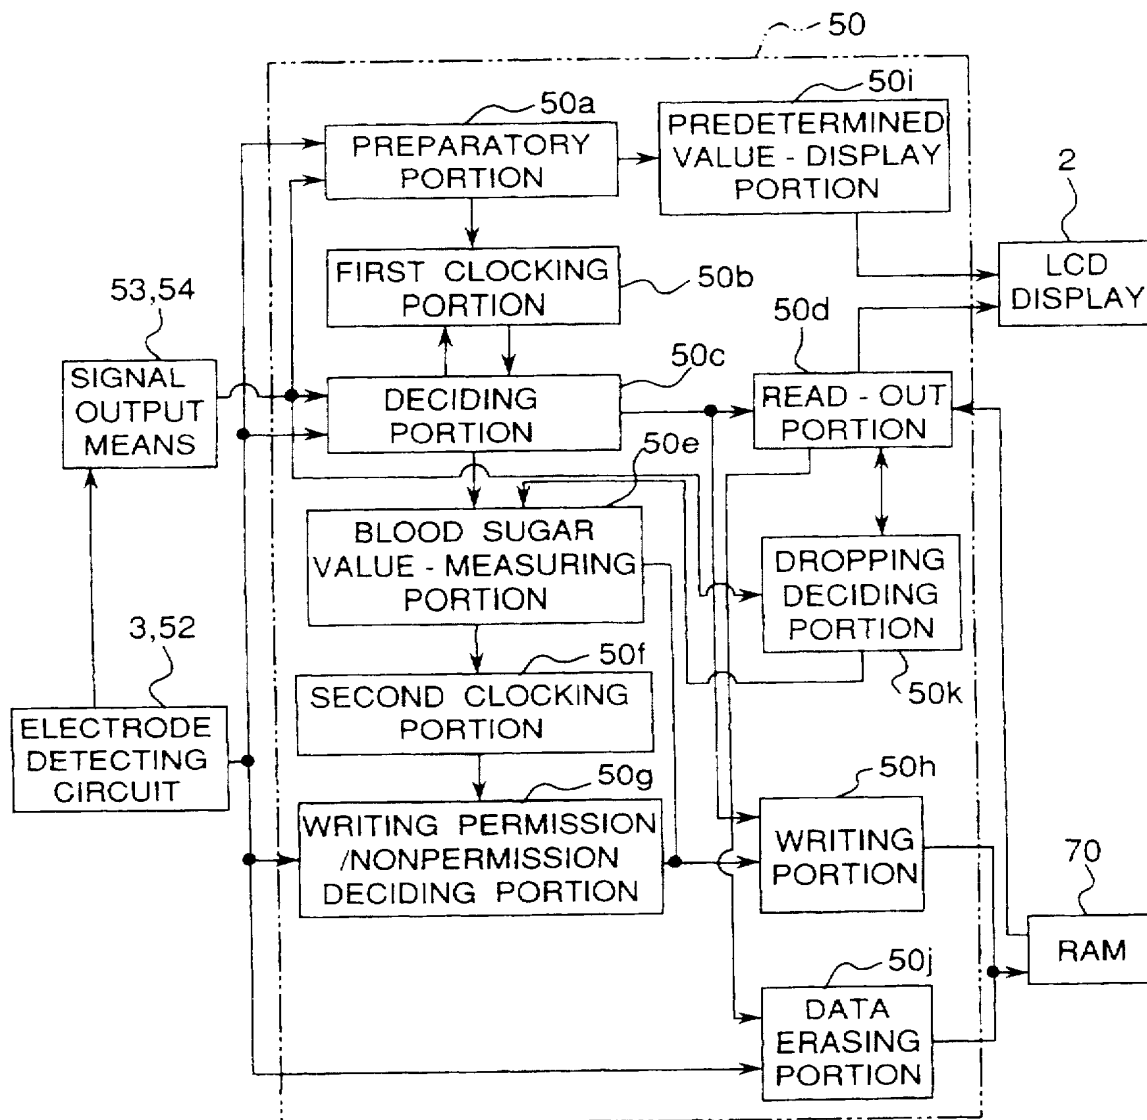 50
50a
PREPARATORY
PORTION
50i
PREDETERMINED
VALUE - DISPLAY
PORTION
2
LCD
DISPLAY
FIRST CLOCKING
PORTION
50b
53,54
SIGNAL
OUTPUT
MEANS
DECIDING
PORTION
50c
50d
READ - OUT
PORTION
50e
BLOOD SUGAR
VALUE - MEASURING
PORTION
DROPPING
DECIDING
PORTION
50k
3,52
ELECTRODE
DETECTING
CIRCUIT
50f
SECOND CLOCKING
PORTION
50g
WRITING PERMISSION
/NONPERMISSION
DECIDING PORTION
50h
WRITING
PORTION
70
RAM
50j
DATA
ERASING
PORTION